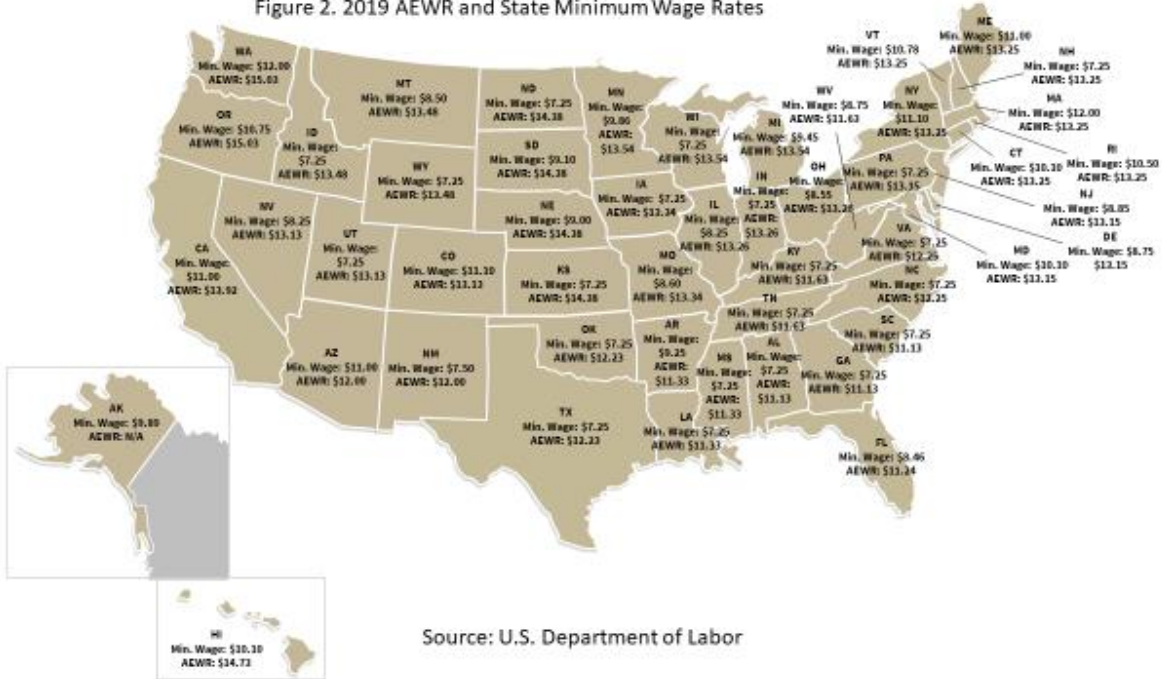 Figure 2. 2019 AEWR and State Minimum Wage Rates
WA
Min. Wage: $12.00
AEWR: $15.03
OR
Min. Wage: $10.75
AEWR: $15.03
ID
Min. Wage:
$7.25
AEWR: $13.48
MT
Min. Wage: $8.50
AEWR: $13.48
WY
Min. Wage: $7.25
AEWR: $13.48
ND
Min. Wage: $7.25
AEWR: $14.38
SD
Min. Wage: $9.10
AEWR: $14.38
NE
Min. Wage: $9.00
AEWR: $14.38
KS
Min. Wage: $7.25
AEWR: $14.38
MN
Min. Wage:
$9.86
AEWR:
$13.54
WI
Min. Wage:
$7.25
AEWR: $13.54
MI
Min. Wage: $9.45
AEWR: $13.54
IA
Min. Wage: $7.25
AEWR: $13.34
MO
Min. Wage:
$8.60
AEWR: $13.34
IL
Min. Wage:
$8.25
AEWR: $13.26
IN
Min. Wage:
$7.25
AEWR:
$13.26
OH
Min. Wage:
$8.55
AEWR: $13.26
NV
Min. Wage: $8.25
AEWR: $13.13
UT
Min. Wage:
$7.25
AEWR: $13.13
CO
Min. Wage: $11.10
AEWR: $13.13
CA
Min. Wage:
$11.00
AEWR: $13.92
AZ
Min. Wage: $11.00
AEWR: $12.00
NM
Min. Wage: $7.50
AEWR: $12.00
OK
Min. Wage: $7.25
AEWR: $12.23
TX
Min. Wage: $7.25
AEWR: $12.23
AR
Min. Wage:
$9.25
AEWR:
$11.33
LA
Min. Wage: $7.25
AEWR: $11.33
MS
Min. Wage:
$7.25
AEWR:
$11.33
AL
Min. Wage:
$7.25
AEWR:
$11.13
GA
Min. Wage: $7.25
AEWR: $11.13
FL
Min. Wage: $8.46
AEWR: $11.24
SC
Min. Wage: $7.25
AEWR: $11.13
NC
Min. Wage: $7.25
AEWR: $12.25
VA
Min. Wage: $7.25
AEWR: $12.25
TN
Min. Wage: $7.25
AEWR: $11.63
KY
Min. Wage: $7.25
AEWR: $11.63
WV
Min. Wage: $8.75
AEWR: $11.63
PA
Min. Wage: $7.25
AEWR: $13.15
NY
Min. Wage:
$11.10
AEWR: $13.25
VT
Min. Wage: $10.78
AEWR: $13.25
ME
Min. Wage: $11.00
AEWR: $13.25
NH
Min. Wage: $7.25
AEWR: $13.25
MA
Min. Wage: $12.00
AEWR: $13.25
RI
Min. Wage: $10.50
AEWR: $13.25
CT
Min. Wage: $10.10
AEWR: $13.25
NJ
Min. Wage: $8.85
AEWR: $13.15
DE
Min. Wage: $8.75
AEWR: $13.15
MD
Min. Wage: $10.10
AEWR: $13.15
AK
Min. Wage: $9.89
AEWR: N/A
HI
Min. Wage: $10.10
AEWR: $14.73
Source: U.S. Department of Labor